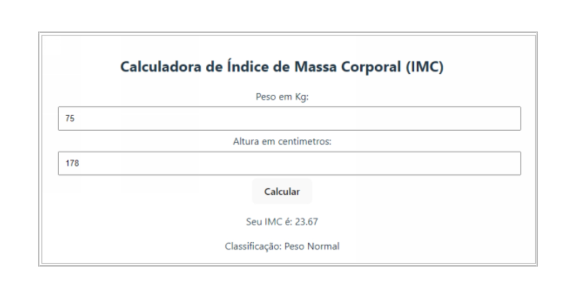 Calculadora de Índice de Massa Corporal (IMC)
Peso em Kg:
75
Altura em centímetros:
178
Calcular
Seu IMC é: 23.67
Classificação: Peso Normal